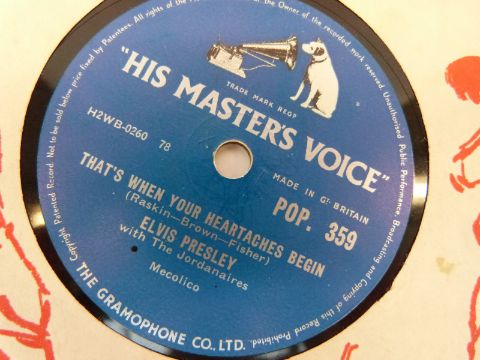 "HIS MASTER'S VOICE"
TRADE MARK REGD
H2WB-0260 78
MADE IN GT. BRITAIN
POP. 359
THAT'S WHEN YOUR HEARTACHES BEGIN
(Raskin-Brown-Fisher)
ELVIS PRESLEY
with The Jordanaires
Mecolico
THE GRAMOPHONE CO., LTD.
Copyright Patented Record. Not to be sold below price fixed by Patentees. All rights of the
the Owner of the recorded work reserved. Unauthorised Public Performance, Broadcasting and Copying of this Record Prohibited.